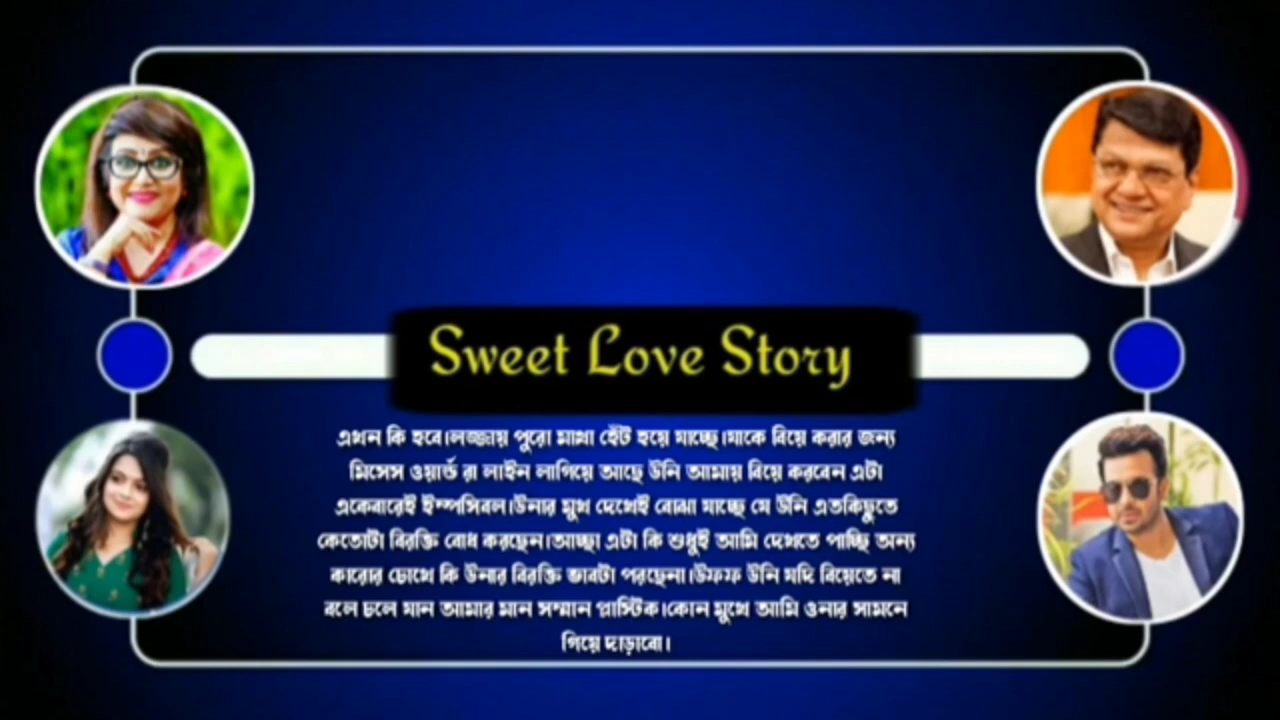 Sweet Love Story
এখন কি হবে।লজ্জায় পুরো মাথা হেঁট হয়ে যাচ্ছে।যাকে বিয়ে করার জন্য
মিসেস ওয়ার্ল্ড রা লাইন লাগিয়ে আছে উনি আমায় বিয়ে করবেন এটা
একেবারেই ইম্পসিবল।উনার মুখ দেখেই বোঝা যাচ্ছে যে উনি এতকিছুতে
কেতোটা বিরক্তি বোধ করছেন।আচ্ছা এটা কি শুধুই আমি দেখতে পাচ্ছি অন্য
কারোর চোখে কি উনার বিরক্তি ভাবটা পরছেনা।উফফ উনি যদি বিয়েতে না
বলে চলে যান আমার মান সম্মান প্লাস্টিক।কোন মুখে আমি ওনার সামনে
গিয়ে দাড়াবো।